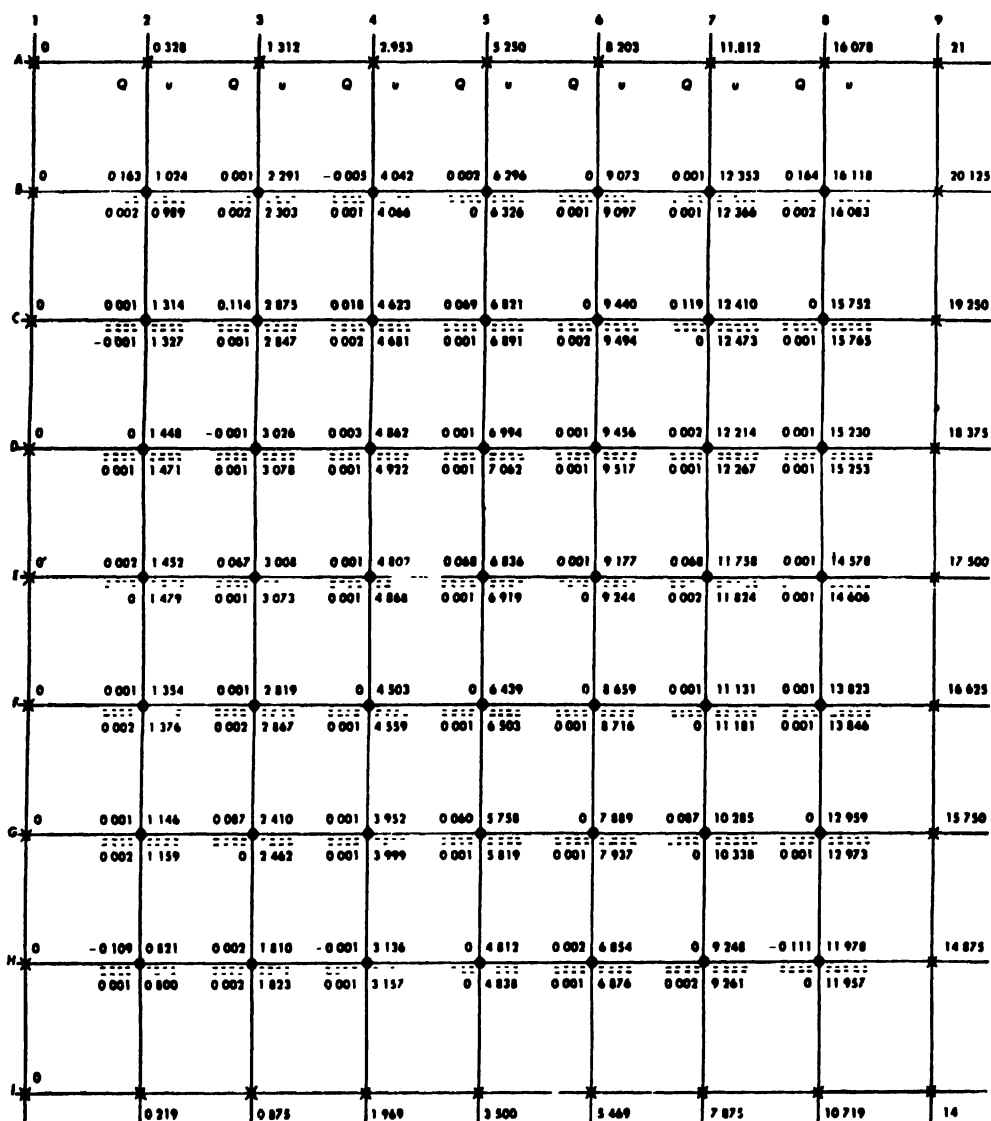 1 2 3 4 5 6 7 8 9
0 0 328 1 312 2.953 5 250 8 203 11.812 16 078 21
A
Q u Q u Q u Q u Q u Q u Q u
0 0 163 1 024 0 001 2 291 -0 005 4 042 0 002 6 296 0 9 073 0 001 12 353 0 164 16 118 20 125
B
0 002 0 989 0 002 2 303 0 001 4 066 0 6 326 0 001 9 097 0 001 12 366 0 002 16 083
0 0 001 1 314 0.114 2 875 0 018 4 623 0 069 6 821 0 9 440 0 119 12 410 0 15 752 19 250
C
-0 001 1 327 0 001 2 847 0 002 4 681 0 001 6 891 0 002 9 494 0 12 473 0 001 15 765
0 0 1 448 -0 001 3 026 0 003 4 862 0 001 6 994 0 001 9 456 0 002 12 214 0 001 15 230 18 375
D
0 001 1 471 0 001 3 078 0 001 4 922 0 001 7 062 0 001 9 517 0 001 12 267 0 001 15 253
0 0 002 1 452 0 067 3 008 0 001 4 807 0 068 6 836 0 001 9 177 0 068 11 758 0 001 14 578 17 500
E
0 1 479 0 001 3 073 0 001 4 868 0 001 6 919 0 9 244 0 002 11 824 0 001 14 606
0 0 001 1 354 0 001 2 819 0 4 503 0 6 439 0 8 659 0 001 11 131 0 001 13 823 16 625
F
0 002 1 376 0 002 2 867 0 001 4 559 0 001 6 503 0 001 8 716 0 11 181 0 001 13 846
0 0 001 1 146 0 087 2 410 0 001 3 952 0 060 5 758 0 7 889 0 087 10 285 0 12 959 15 750
G
0 002 1 159 0 2 462 0 001 3 999 0 001 5 819 0 001 7 937 0 10 338 0 001 12 973
0 -0 109 0 821 0 002 1 810 -0 001 3 136 0 4 812 0 002 6 854 0 9 248 -0 111 11 978 14 875
H
0 001 0 800 0 002 1 823 0 001 3 157 0 4 838 0 001 6 876 0 002 9 261 0 11 957
0
I
0 219 0 875 1 969 3 500 5 469 7 875 10 719 14